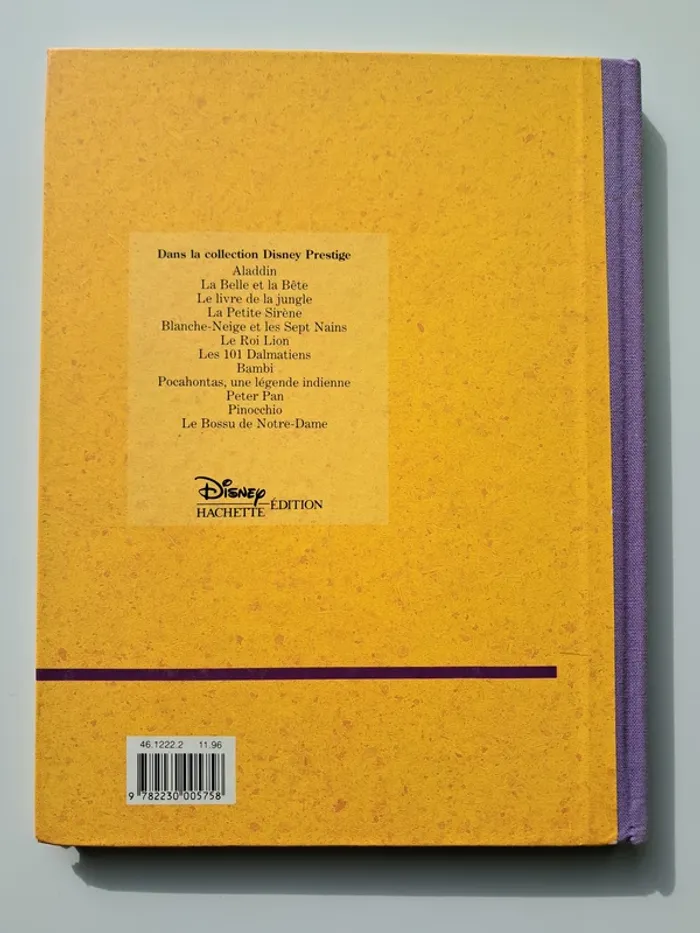 Dans la collection Disney Prestige
Aladdin
La Belle et la Bête
Le livre de la jungle
La Petite Sirène
Blanche-Neige et les Sept Nains
Le Roi Lion
Les 101 Dalmatiens
Bambi
Pocahontas, une légende indienne
Peter Pan
Pinocchio
Le Bossu de Notre-Dame
Disney
HACHETTE ÉDITION
46.1222.2 11.96
9 782230 005758